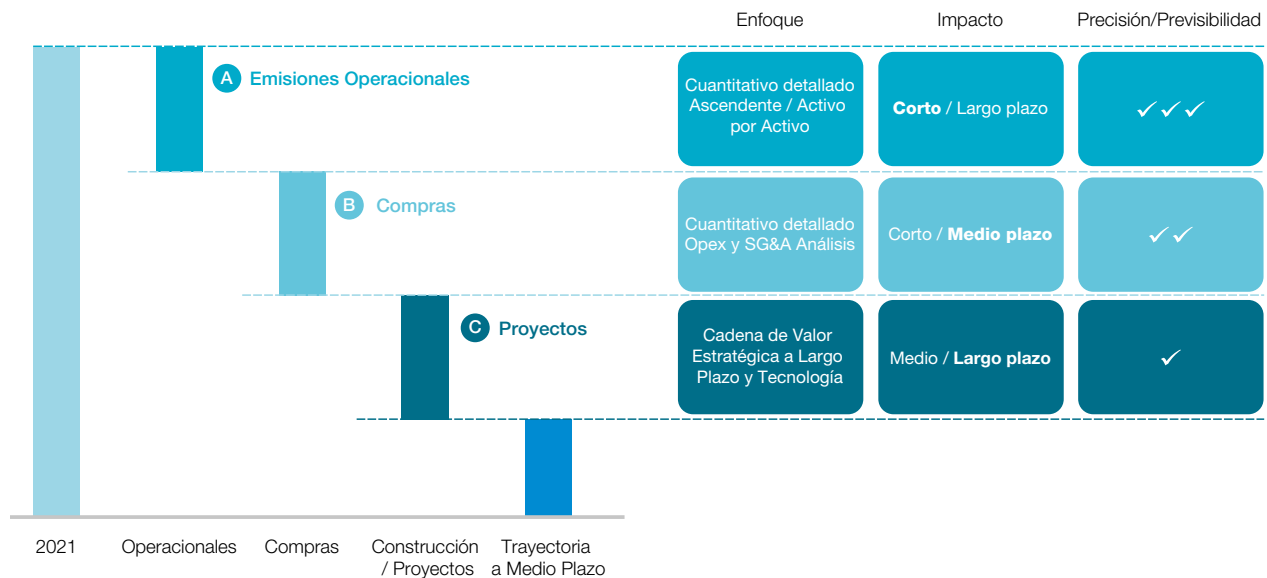 Enfoque
Impacto
Precisión/Previsibilidad
A Emisiones Operacionales
Cuantitativo detallado
Ascendente / Activo
por Activo
Corto / Largo plazo
B Compras
Cuantitativo detallado
Opex y SG&A Análisis
Corto / Medio plazo
C Proyectos
Cadena de Valor
Estratégica a Largo
Plazo y Tecnología
Medio / Largo plazo
2021
Operacionales
Compras
Construcción
/ Proyectos
Trayectoria
a Medio Plazo